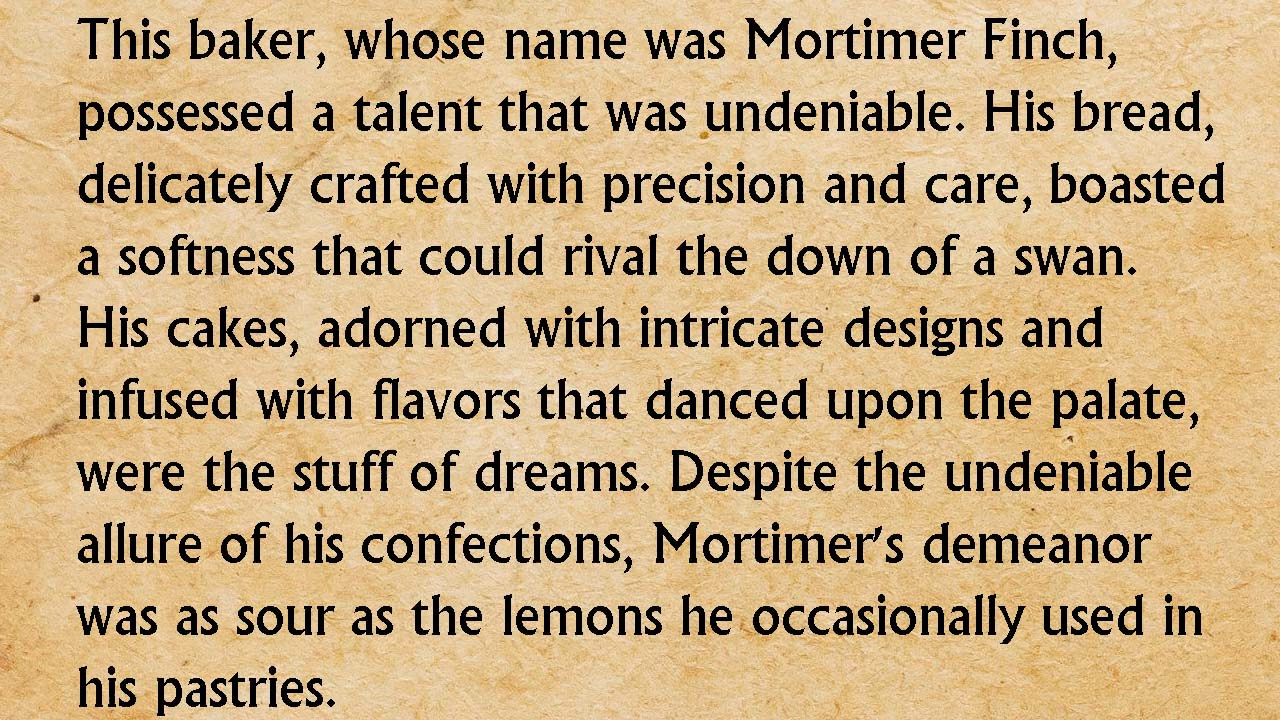 This baker, whose name was Mortimer Finch,
possessed a talent that was undeniable. His bread,
delicately crafted with precision and care, boasted
a softness that could rival the down of a swan.
His cakes, adorned with intricate designs and
infused with flavors that danced upon the palate,
were the stuff of dreams. Despite the undeniable
allure of his confections, Mortimer's demeanor
was as sour as the lemons he occasionally used in
his pastries.